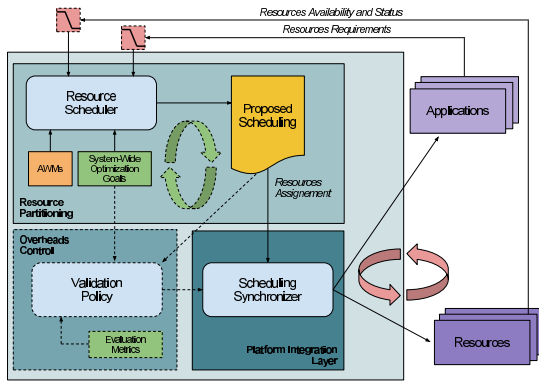 Resources Availability and Status
Resources Requirements
Resource
Scheduler
Proposed
Scheduling
Applications
AWMs
System-Wide
Optimization
Goals
Resources
Assignement
Resource
Partitioning
Overheads
Control
Validation
Policy
Scheduling
Synchronizer
Evaluation
Metrics
Platform Integration
Layer
Resources